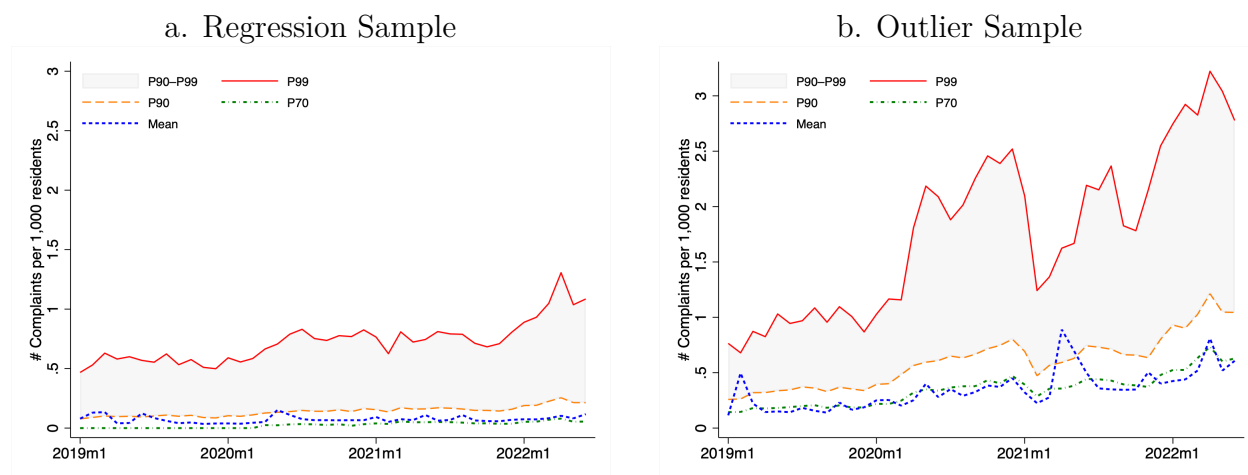 a. Regression Sample
P90–P99 P99
P90 P70
Mean
# Complaints per 1,000 residents
3
2.5
2
1.5
1
.5
0
2019m1 2020m1 2021m1 2022m1
b. Outlier Sample
P90–P99 P99
P90 P70
Mean
# Complaints per 1,000 residents
3
2.5
2
1.5
1
.5
0
2019m1 2020m1 2021m1 2022m1